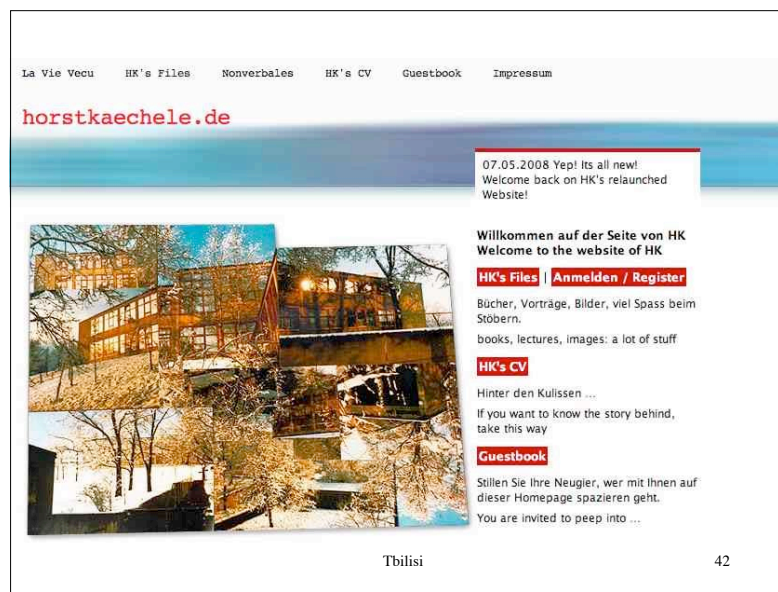 La Vie Vecu HK's Files Nonverbales HK's CV Guestbook Impressum
horstkaechele.de
07.05.2008 Yep! Its all new!
Welcome back on HK's relaunched
Website!
Willkommen auf der Seite von HK
Welcome to the website of HK
HK's Files | Anmelden / Register
Bücher, Vorträge, Bilder, viel Spass beim
Stöbern.
books, lectures, images: a lot of stuff
HK's CV
Hinter den Kulissen ...
If you want to know the story behind,
take this way
Guestbook
Stillen Sie Ihre Neugier, wer mit Ihnen auf
dieser Homepage spazieren geht.
You are invited to peep into ...
Tbilisi 42